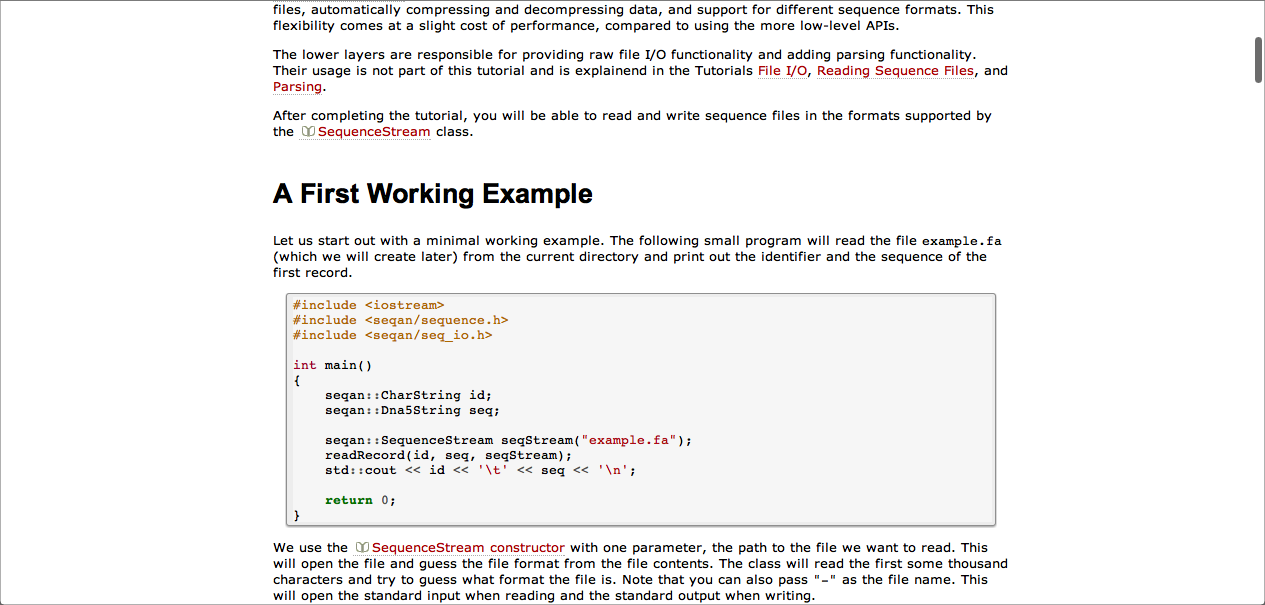 files, automatically compressing and decompressing data, and support for different sequence formats. This
flexibility comes at a slight cost of performance, compared to using the more low-level APIs.
The lower layers are responsible for providing raw file I/O functionality and adding parsing functionality.
Their usage is not part of this tutorial and is explainend in the Tutorials File I/O, Reading Sequence Files, and
Parsing.
After completing the tutorial, you will be able to read and write sequence files in the formats supported by
the SequenceStream class.
A First Working Example
Let us start out with a minimal working example. The following small program will read the file example.fa
(which we will create later) from the current directory and print out the identifier and the sequence of the
first record.
#include <iostream>
#include <seqan/sequence.h>
#include <seqan/seq_io.h>
int main()
{
    seqan::CharString id;
    seqan::Dna5String seq;
    seqan::SequenceStream seqStream("example.fa");
    readRecord(id, seq, seqStream);
    std::cout << id << '\t' << seq << '\n';
    return 0;
}
We use the SequenceStream constructor with one parameter, the path to the file we want to read. This
will open the file and guess the file format from the file contents. The class will read the first some thousand
characters and try to guess what format the file is. Note that you can also pass "-" as the file name. This
will open the standard input when reading and the standard output when writing.